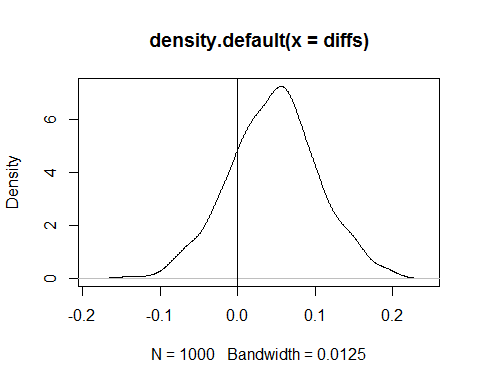 density.default(x = diffs)
Density
6
4
2
0
-0.2 -0.1 0.0 0.1 0.2
N = 1000 Bandwidth = 0.0125